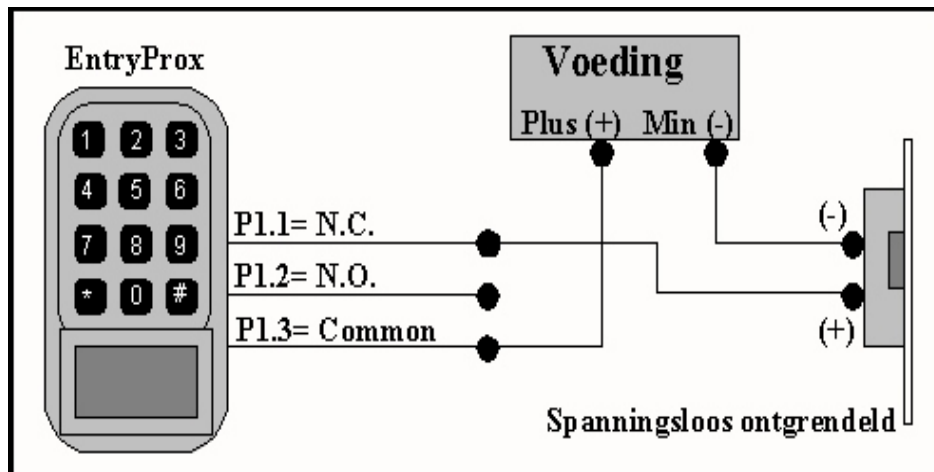 EntryProx
Voeding
Plus (+) Min (-)
1 2 3
4 5 6
7 8 9
* 0 #
P1.1= N.C.
P1.2= N.O.
P1.3= Common
(-)
(+)
Spanningsloos ontgrendeld